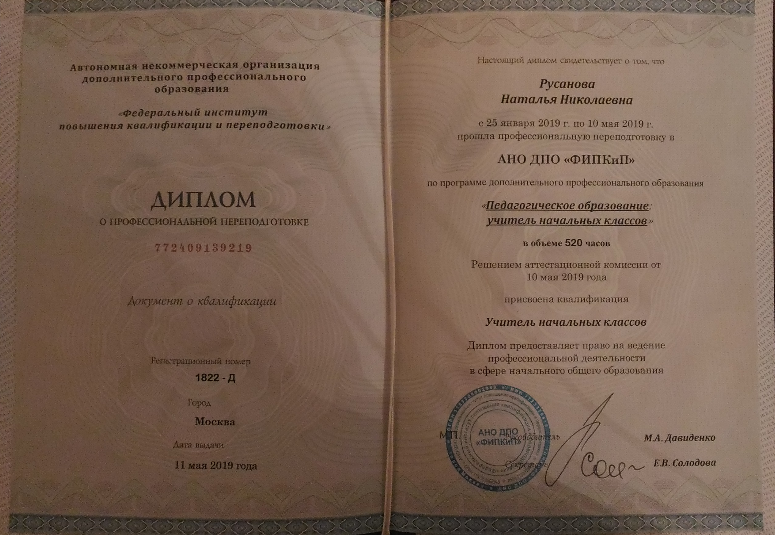 Автономная некоммерческая организация
дополнительного профессионального
образования
«Федеральный институт
повышения квалификации и переподготовки»
ДИПЛОМ
О ПРОФЕССИОНАЛЬНОЙ ПЕРЕПОДГОТОВКЕ
772409139219
Документ о квалификации
Регистрационный номер
1822 - Д
Город
Москва
Дата выдачи
11 мая 2019 года
Настоящий диплом свидетельствует о том, что
Русанова
Наталья Николаевна
с 25 января 2019 г. по 10 мая 2019 г.
прошла профессиональную переподготовку в
АНО ДПО «ФИПКиП»
по программе дополнительного профессионального образования
«Педагогическое образование:
учитель начальных классов»
в объеме 520 часов
Решением аттестационной комиссии от
10 мая 2019 года
присвоена квалификация
Учитель начальных классов
Диплом предоставляет право на ведение
профессиональной деятельности
в сфере начального общего образования
М.П.
АНО ДПО
«ФИПКиП»
М.А. Давиденко
Е.В. Солодова